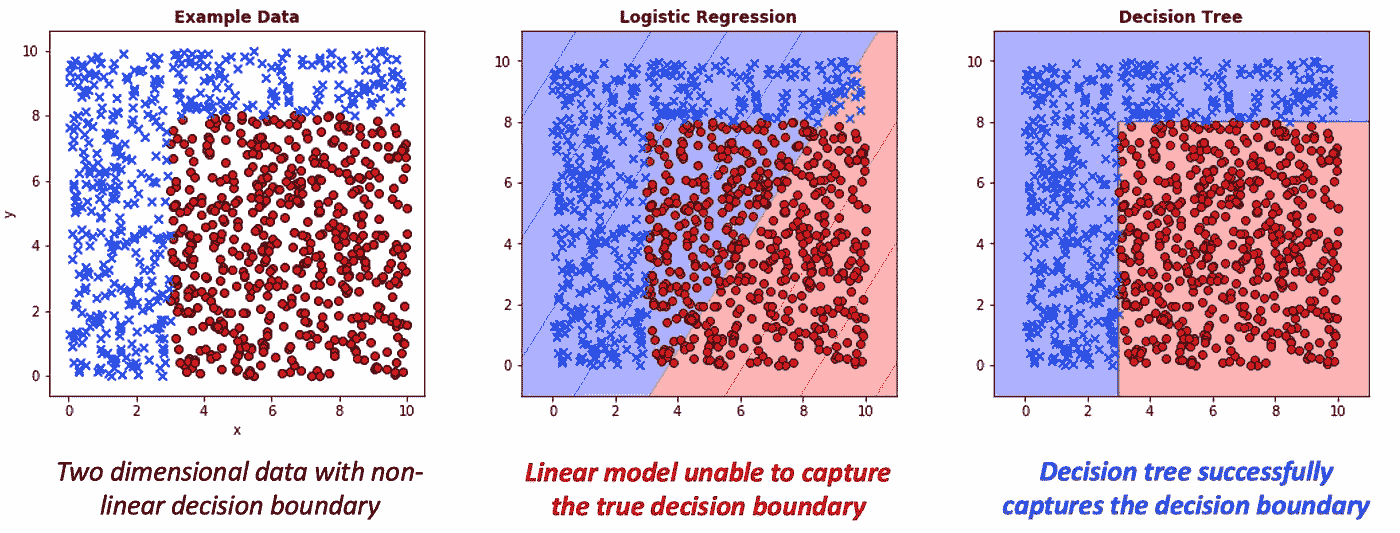 Example Data
10
8
6
4
2
0
y
0 2 4 6 8 10
x
Two dimensional data with non-
linear decision boundary
Logistic Regression
10
8
6
4
2
0
0 2 4 6 8 10
Linear model unable to capture
the true decision boundary
Decision Tree
10
8
6
4
2
0
0 2 4 6 8 10
Decision tree successfully
captures the decision boundary